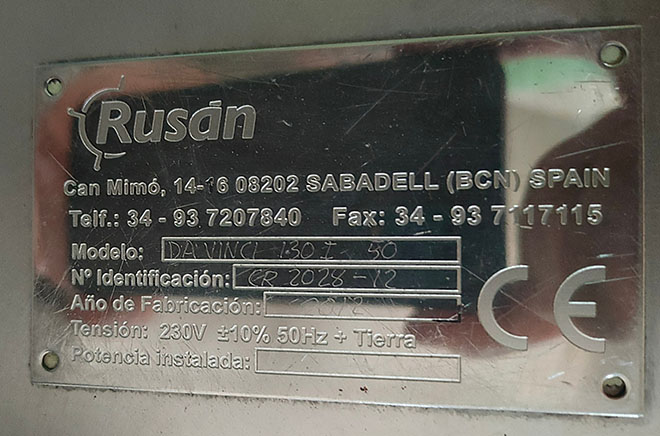 Rusán
Can Mimó, 14-16 08202 SABADELL (BCN) SPAIN
Telf.: 34 - 93 7207840 Fax: 34 - 93 7117115
Modelo: DA VINCI 130 I 50
Nº Identificación: CR 2028-12
Año de Fabricación: 2012
Tensión: 230V ±10% 50Hz + Tierra
Potencia instalada:
CE